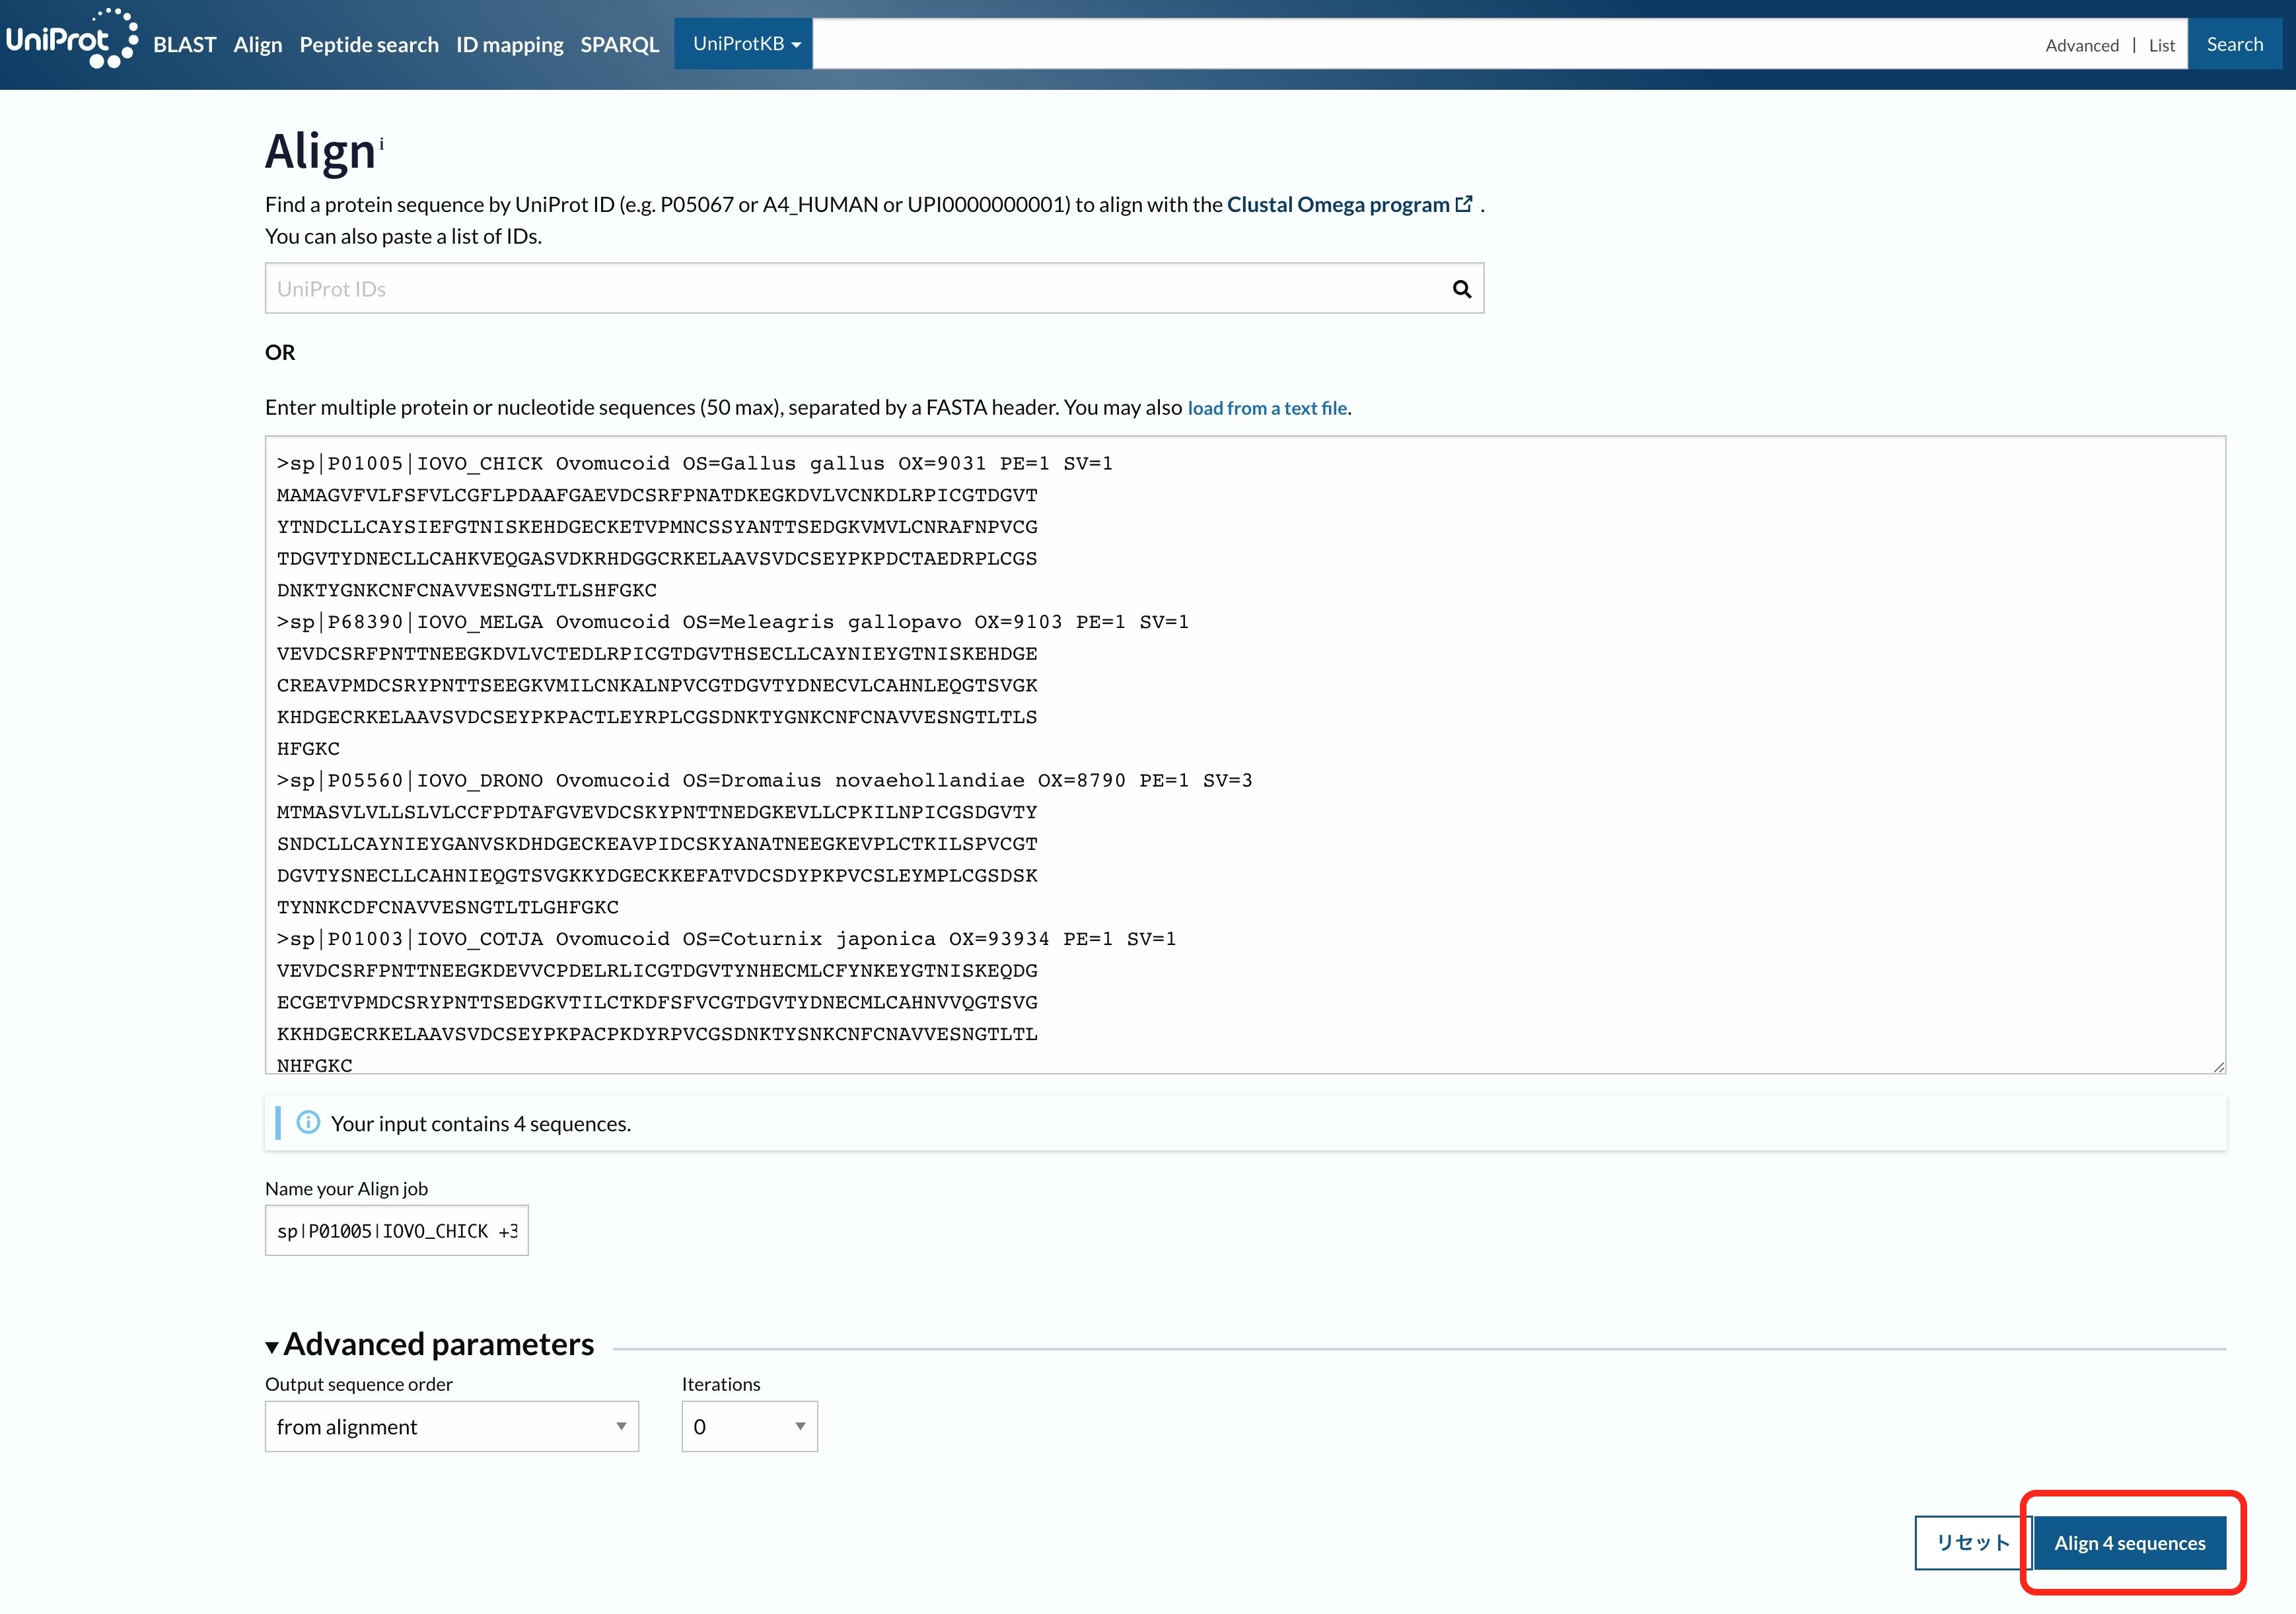 UniProt BLAST Align Peptide search ID mapping SPARQL UniProtKB Advanced | List Search
Align i
Find a protein sequence by UniProt ID (e.g. P05067 or A4_HUMAN or UPI0000000001) to align with the Clustal Omega program .
You can also paste a list of IDs.
UniProt IDs
OR
Enter multiple protein or nucleotide sequences (50 max), separated by a FASTA header. You may also load from a text file.
>sp|P01005|IOVO_CHICK Ovomucoid OS=Gallus gallus OX=9031 PE=1 SV=1
MAMAGVFVLFSFVLCGFLPDAAFGAEVDCSRFPNATDKEGKDVLVCNKDLRPICGTDGVT
YTNDCLLCAYSIEFGTNISKEHDGECKETVPMNCSSYANTTSEDGKVMVLCNRAFNPVCG
TDGVTYDNECLLCAHKVEQGASVDKRHDGGCRKELAAVSVDCSEYPKPDCTAEDRPLCGS
DNKTYGNKCNFCNAVVESNGTLTLSHFGKC
>sp|P68390|IOVO_MELGA Ovomucoid OS=Meleagris gallopavo OX=9103 PE=1 SV=1
VEVDCSRFPNTTNEEGKDVLVCTEDLRPICGTDGVTHSECLLCAYNIEYGTNISKEHDGE
CREAVPMDCSRYPNTTSEEGKVMILCNKALNPVCGTDGVTYDNECVLCAHNLEQGTSVGK
KHDGECRKELAAVSVDCSEYPKPACTLEYRPLCGSDNKTYGNKCNFCNAVVESNGTLTLS
HFGKC
>sp|P05560|IOVO_DRONO Ovomucoid OS=Dromaius novaehollandiae OX=8790 PE=1 SV=3
MTMASVLVLLSLVLCCFPDTAFGVEVDCSKYPNTTNEDGKEVLLCPKILNPICGSDGVTY
SNDCLLCAYNIEYGANVSKDHDGECKEAVPIDCSKYANATNEEGKEVPLCTKILSPVCGT
DGVTYSNECLLCAHNIEQGTSVGKKYDGECKKEFATVDCSDYPKPVCSLEYMPLCGSDSK
TYNNKCDFCNAVVESNGTLTLGHFGKC
>sp|P01003|IOVO_COTJA Ovomucoid OS=Coturnix japonica OX=93934 PE=1 SV=1
VEVDCSRFPNTTNEEGKDEVVCPDELRLICGTDGVTYNHECMLCFYNKEYGTNISKEQDG
ECGETVPMDCSRYPNTTSEDGKVTILCTKDFSFVCGTDGVTYDNECMLCAHNVVQGTSVG
KKHDGECRKELAAVSVDCSEYPKPACPKDYRPVCGSDNKTYSNKCNFCNAVVESNGTLTL
NHFGKC
Your input contains 4 sequences.
Name your Align job
sp|P01005|IOVO_CHICK +3
Advanced parameters
Output sequence order Iterations
from alignment 0
リセット Align 4 sequences